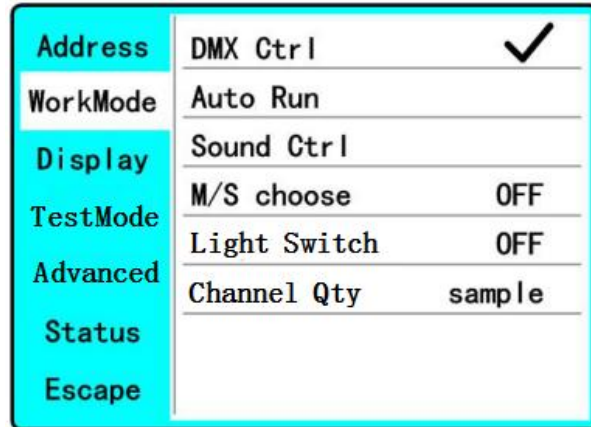 Address
WorkMode
Display
TestMode
Advanced
Status
Escape
DMX Ctrl
Auto Run
Sound Ctrl
M/S choose OFF
Light Switch OFF
Channel Qty sample